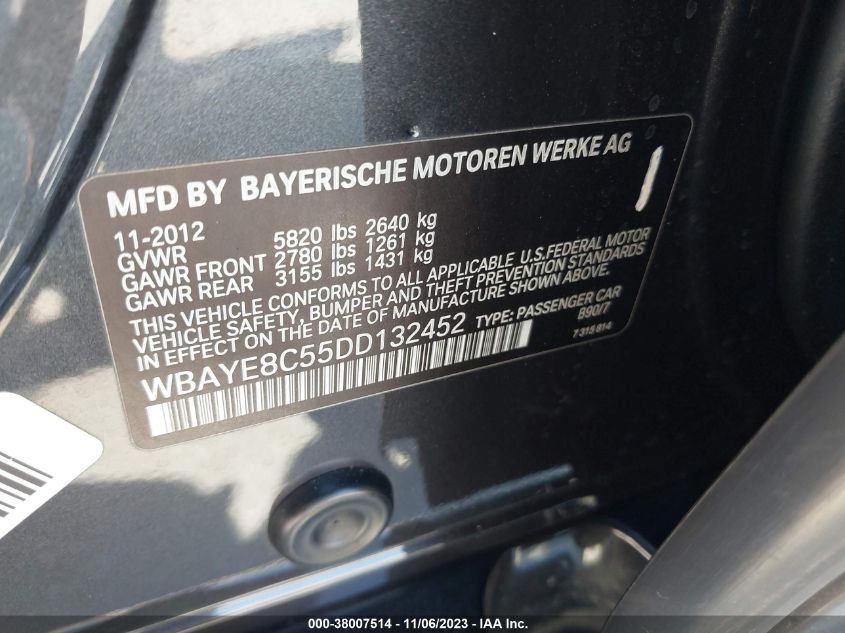 MFD BY BAYERISCHE MOTOREN WERKE AG
11-2012
GVWR 5820 lbs 2640 kg
GAWR FRONT 2780 lbs 1261 kg
GAWR REAR 3155 lbs 1431 kg
THIS VEHICLE CONFORMS TO ALL APPLICABLE U.S.FEDERAL MOTOR
VEHICLE SAFETY, BUMPER AND THEFT PREVENTION STANDARDS
IN EFFECT ON THE DATE OF MANUFACTURE SHOWN ABOVE.
WBAYE8C55DD132452 TYPE: PASSENGER CAR
B90/7
7315814
000-38007514 - 11/06/2023 - IAA Inc.